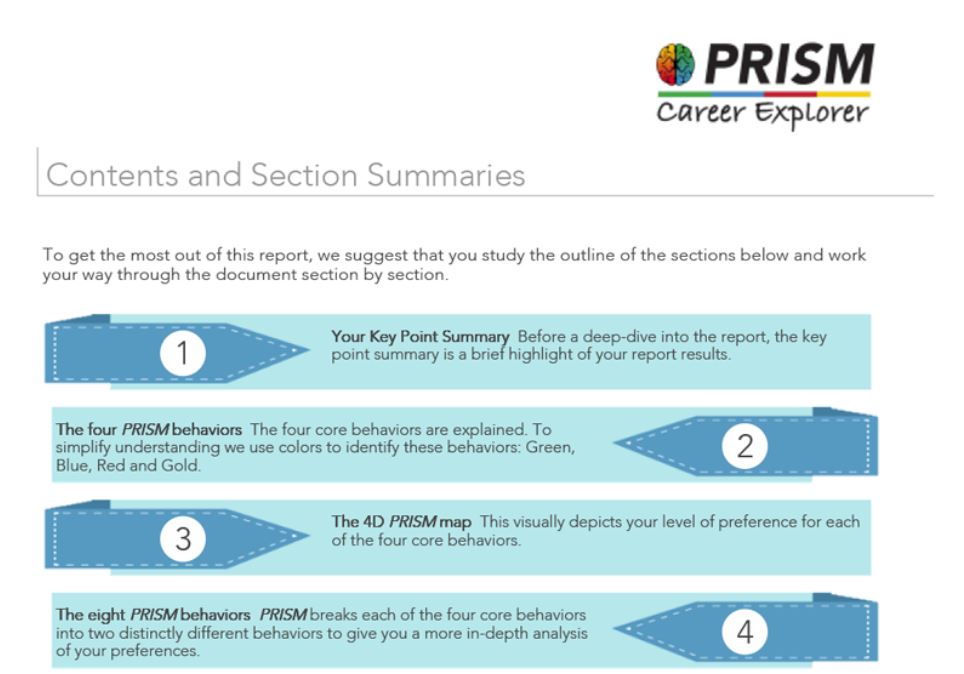 PRISM
Career Explorer
Contents and Section Summaries
To get the most out of this report, we suggest that you study the outline of the sections below and work
your way through the document section by section.
1
Your Key Point Summary Before a deep-dive into the report, the key
point summary is a brief highlight of your report results.
The four PRISM behaviors The four core behaviors are explained. To
simplify understanding we use colors to identify these behaviors: Green,
Blue, Red and Gold.
2
3
The 4D PRISM map This visually depicts your level of preference for each
of the four core behaviors.
The eight PRISM behaviors PRISM breaks each of the four core behaviors
into two distinctly different behaviors to give you a more in-depth analysis
of your preferences.
4